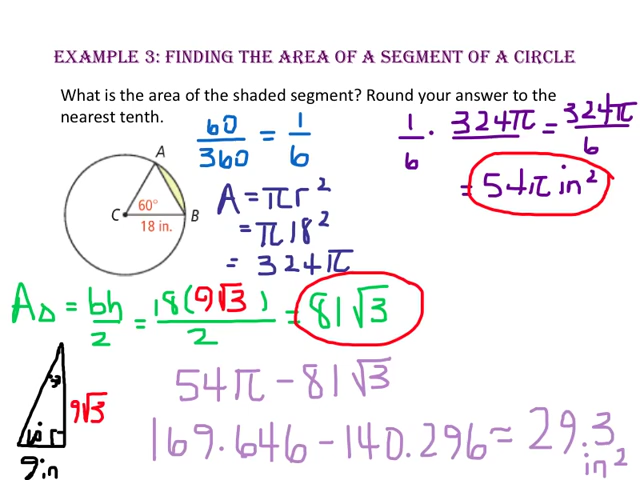 EXAMPLE 3: FINDING THE AREA OF A SEGMENT OF A CIRCLE
What is the area of the shaded segment? Round your answer to the
nearest tenth.
60/360 = 1/6
1/6 · 324π = 324π/6
= 54π in²
A
C
60°
B
18 in.
A = πr²
= π18²
= 324π
A△ = bh/2 = 18(9√3)/2 = 81√3
9√3
9in
54π - 81√3
169.646 - 140.296 = 29.3 in²